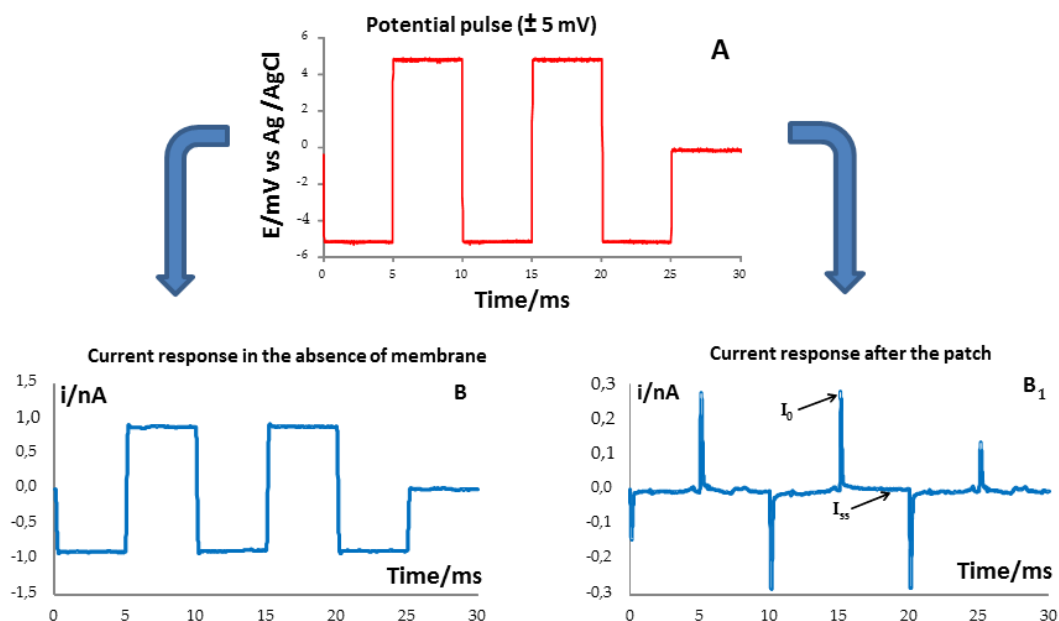 Potential pulse (± 5 mV)
A
E/mV vs Ag /AgCl
6
4
2
0
-2
-4
-6
0 5 10 15 20 25 30
Time/ms
Current response in the absence of membrane
i/nA
B
1,5
1,0
0,5
0,0
-0,5
-1,0
-1,5
Time/ms
0 5 10 15 20 25 30
Current response after the patch
i/nA
B1
I0
Iss
0,3
0,2
0,1
0,0
-0,1
-0,2
-0,3
Time/ms
0 5 10 15 20 25 30